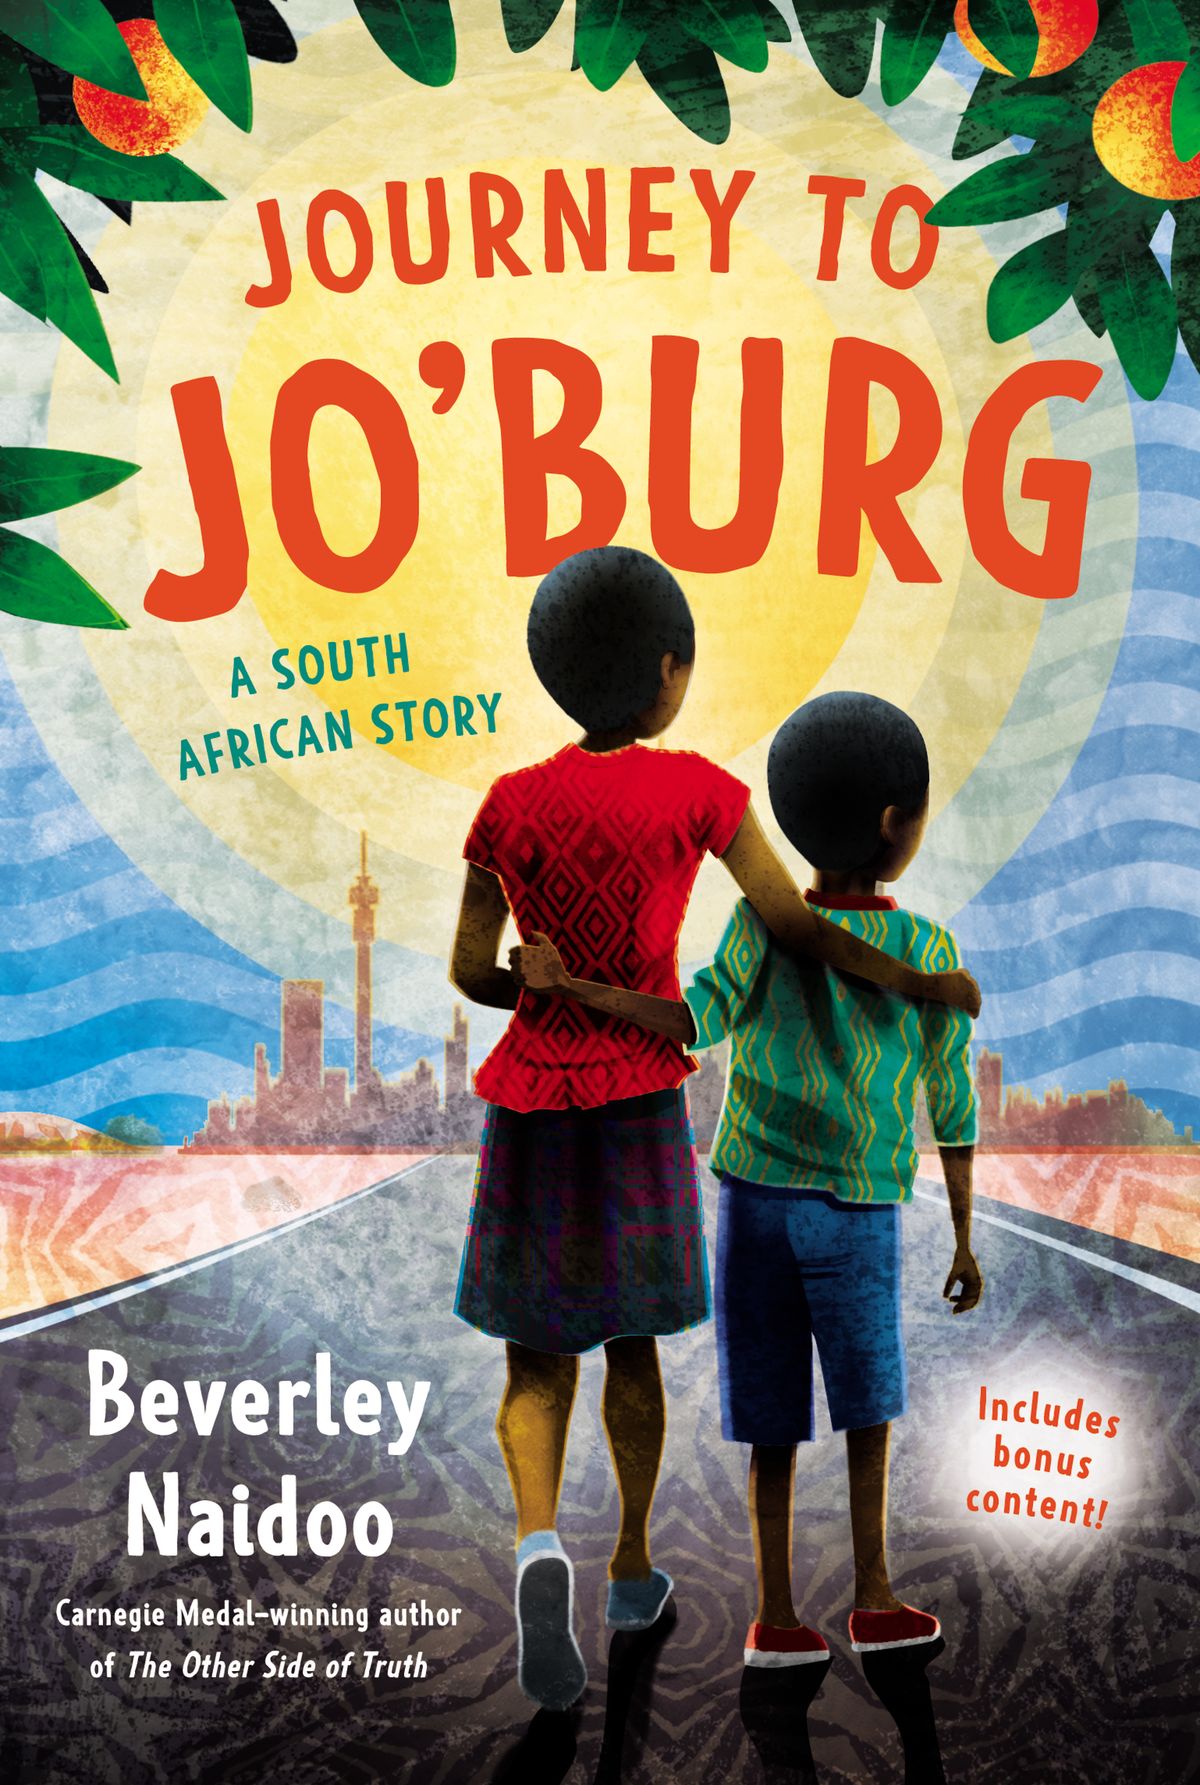 JOURNEY TO
JO’BURG
A SOUTH
AFRICAN STORY
Beverley
Naidoo
Carnegie Medal–winning author
of The Other Side of Truth
Includes
bonus
content!